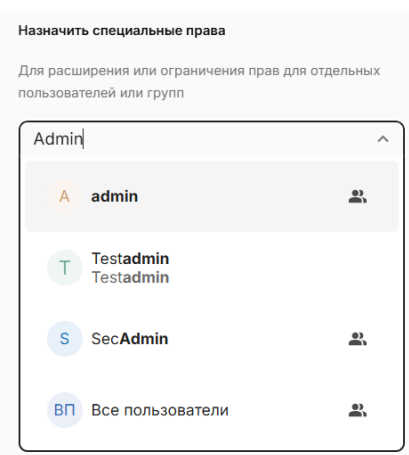 Назначить специальные права
Для расширения или ограничения прав для отдельных
пользователей или групп
Admin
A admin
T Testadmin
Testadmin
S SecAdmin
ВП Все пользователи